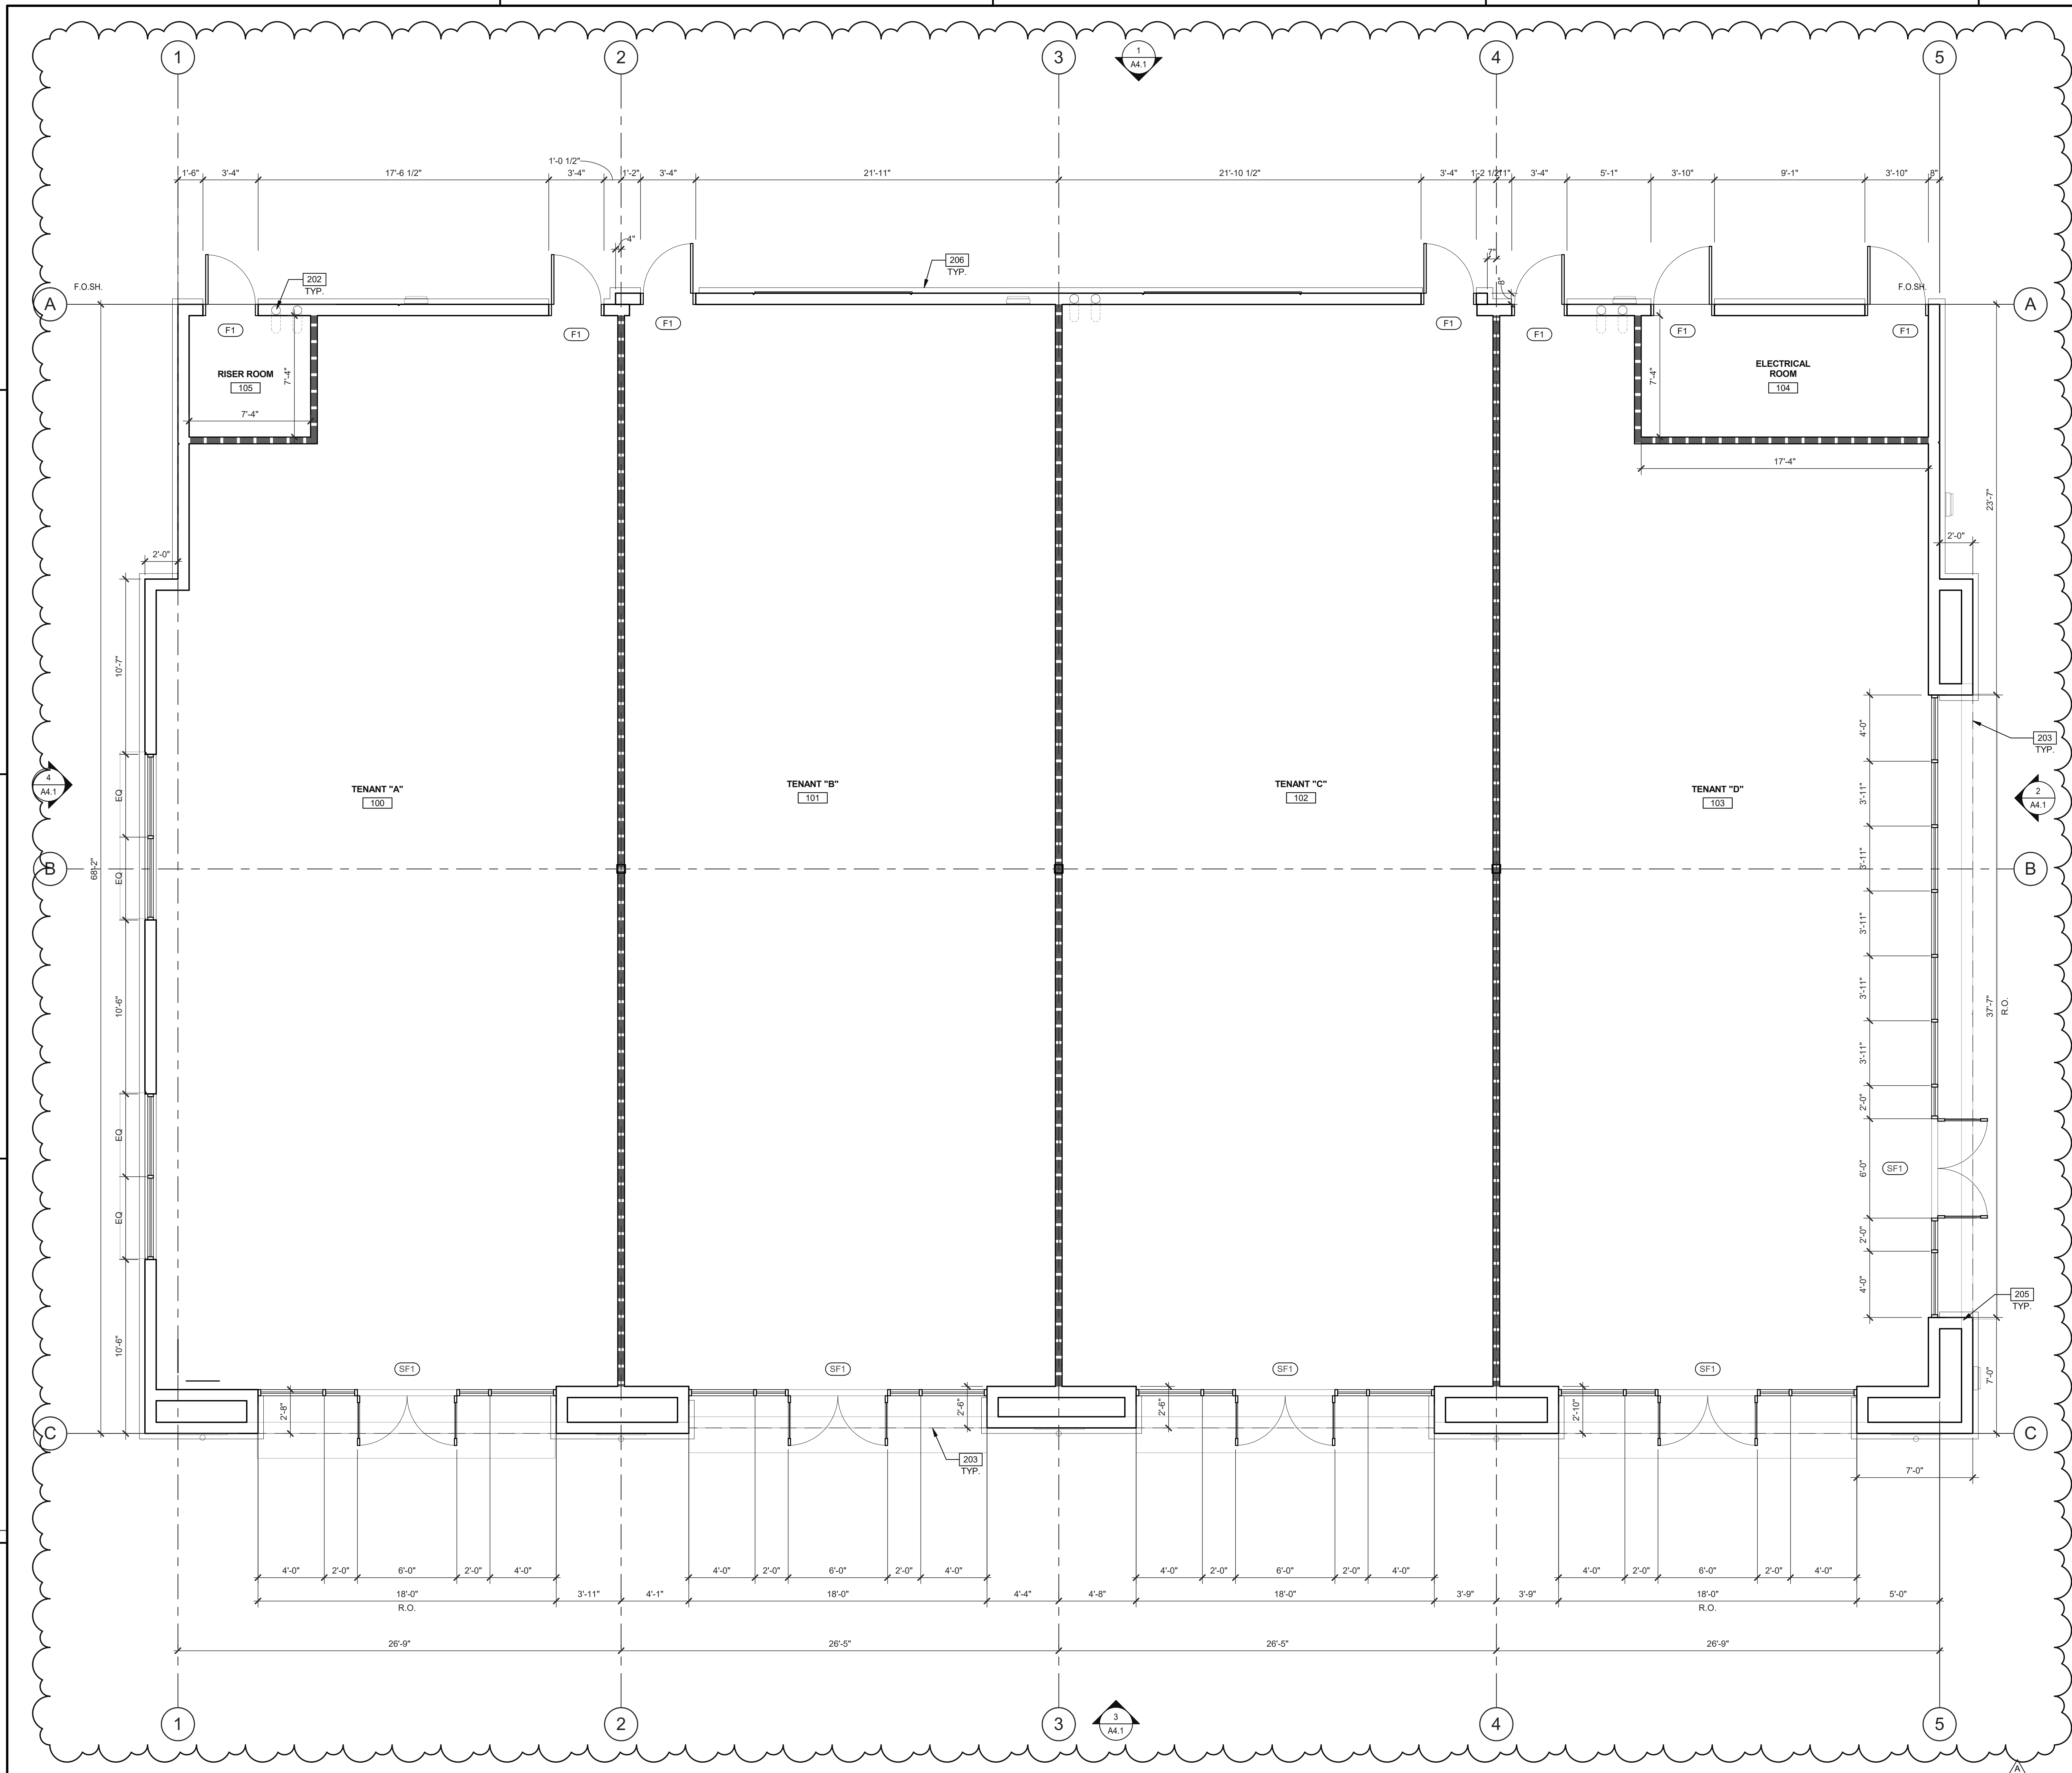 1
2
3
1
A4.1
4
5
1'-6"
3'-4"
17'-6 1/2"
3'-4"
1'-0 1/2"
1'-2"
3'-4"
21'-11"
21'-10 1/2"
3'-4"
1'-2 1/2"
11"
3'-4"
5'-1"
3'-10"
9'-1"
3'-10"
8"
4"
7"
8"
206
TYP.
202
TYP.
F.O.SH.
F.O.SH.
A
A
F1
F1
F1
F1
F1
F1
F1
RISER ROOM
105
7'-4"
7'-4"
ELECTRICAL
ROOM
104
7'-4"
17'-4"
23'-7"
2'-0"
2'-0"
10'-7"
4'-0"
203
TYP.
4
A4.1
EQ
TENANT "A"
100
TENANT "B"
101
TENANT "C"
102
TENANT "D"
103
3'-11"
2
A4.1
B
68'-2"
EQ
3'-11"
B
3'-11"
10'-6"
3'-11"
37'-7"
R.O.
3'-11"
2'-0"
EQ
6'-0"
SF1
EQ
2'-0"
4'-0"
205
TYP.
10'-6"
SF1
SF1
SF1
SF1
7'-0"
C
2'-8"
2'-6"
2'-6"
2'-10"
C
203
TYP.
7'-0"
4'-0"
2'-0"
6'-0"
2'-0"
4'-0"
4'-0"
2'-0"
6'-0"
2'-0"
4'-0"
4'-0"
2'-0"
6'-0"
2'-0"
4'-0"
4'-0"
2'-0"
6'-0"
2'-0"
4'-0"
18'-0"
R.O.
3'-11"
4'-1"
18'-0"
4'-4"
4'-8"
18'-0"
3'-9"
3'-9"
18'-0"
R.O.
5'-0"
26'-9"
26'-5"
26'-5"
26'-9"
1
2
3
3
A4.1
4
5
A